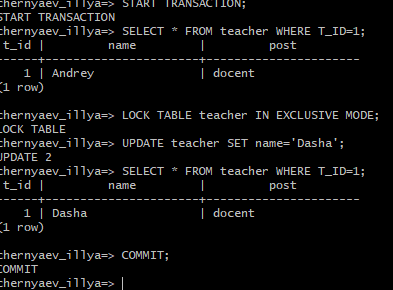 chernyaev_illya=> START TRANSACTION;
START TRANSACTION
chernyaev_illya=> SELECT * FROM teacher WHERE T_ID=1;
t_id | name | post
------+----------------------+-------------------
1 | Andrey | docent
(1 row)
chernyaev_illya=> LOCK TABLE teacher IN EXCLUSIVE MODE;
LOCK TABLE
chernyaev_illya=> UPDATE teacher SET name='Dasha';
UPDATE 2
chernyaev_illya=> SELECT * FROM teacher WHERE T_ID=1;
t_id | name | post
------+----------------------+-------------------
1 | Dasha | docent
(1 row)
chernyaev_illya=> COMMIT;
COMMIT
chernyaev_illya=>